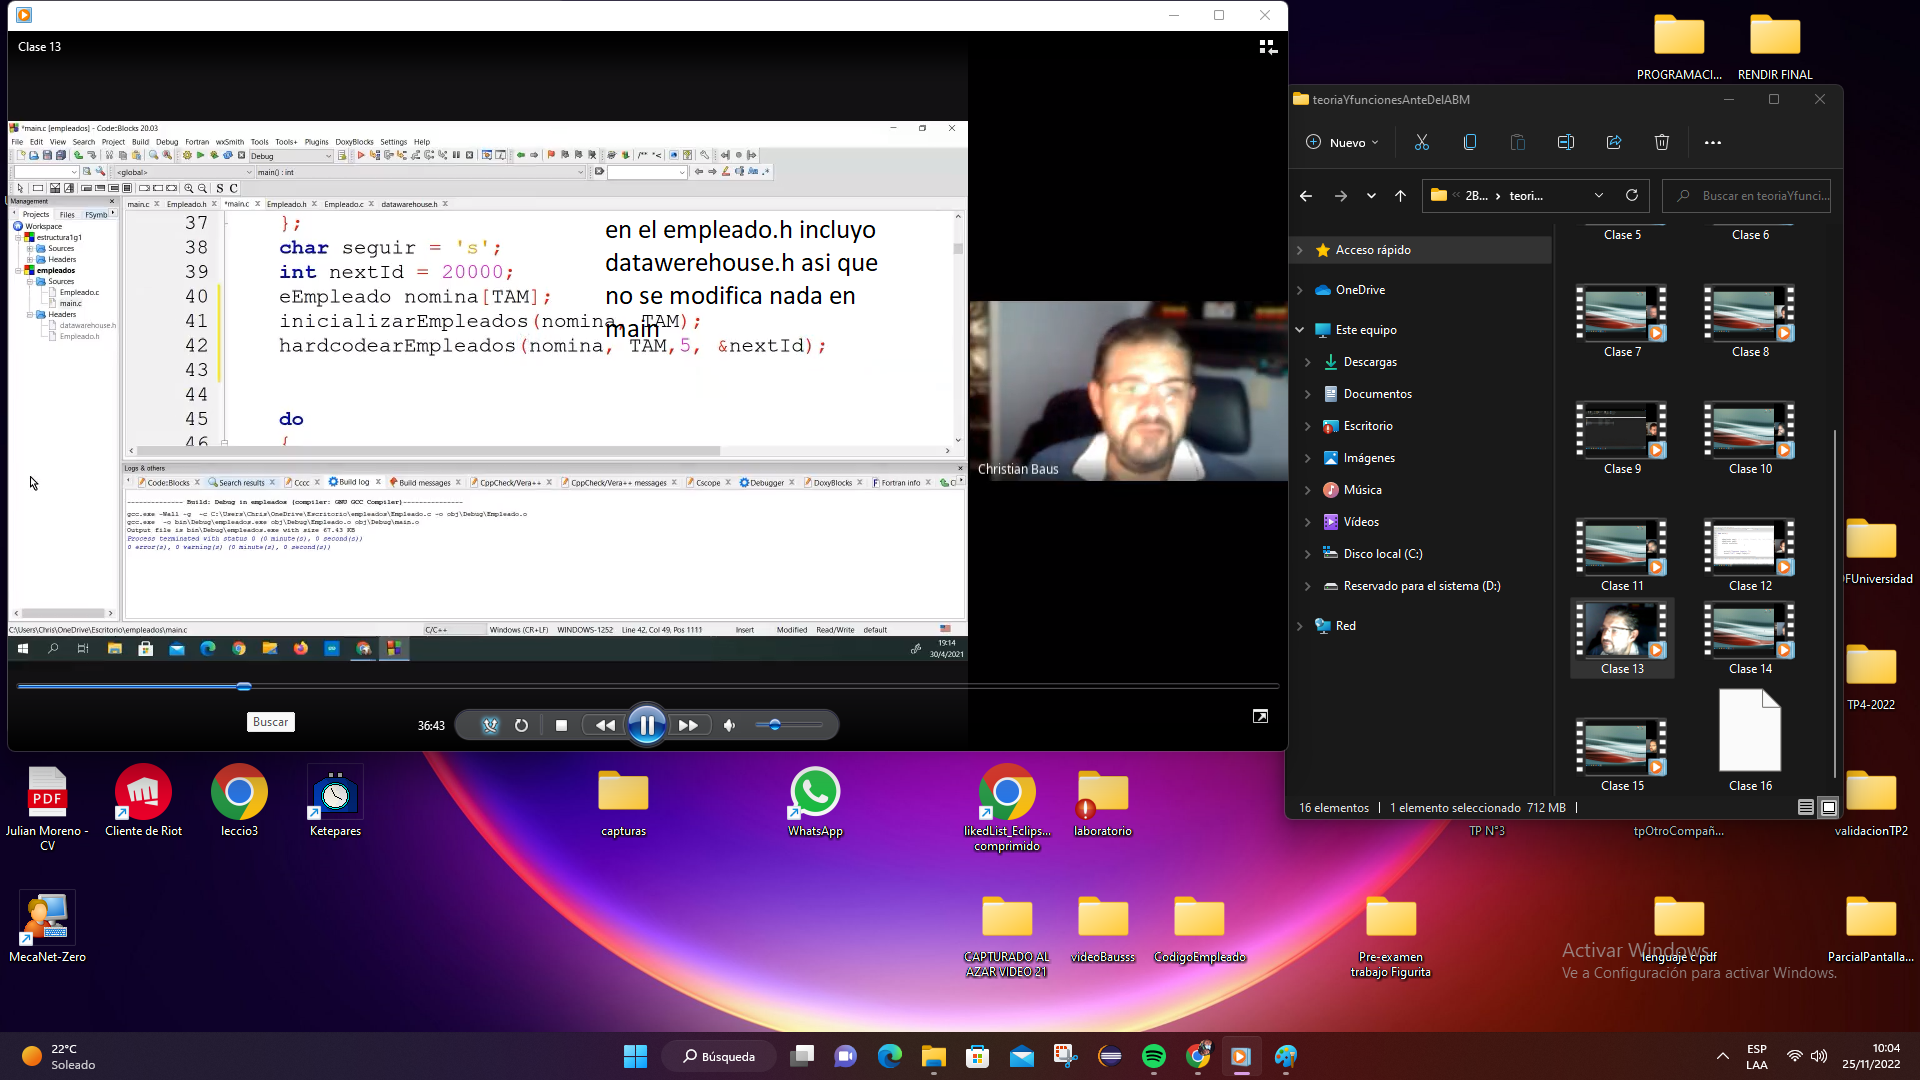 Clase 13
*main.c [empleados] - Code::Blocks 20.03
File Edit View Search Project Build Debug Fortran wxSmith Tools Tools+ Plugins DoxyBlocks Settings Help
Debug
<global>
main() : int
S C
Management
Projects Files FSymb
Workspace
estructura1g1
Sources
Headers
empleados
Sources
Empleado.c
main.c
Headers
datawarehouse.h
Empleado.h
main.c Empleado.h *main.c Empleado.h Empleado.c datawarehouse.h
37 };
38 char seguir = 's';
39 int nextId = 20000;
40 eEmpleado nomina[TAM];
41 inicializarEmpleados(nomina, TAM);
42 hardcodearEmpleados(nomina, TAM,5, &nextId);
43
44
45 do
46 {
en el empleado.h incluyo
datawerehouse.h asi que
no se modifica nada en
main
Logs & others
Code::Blocks Search results Cccc Build log Build messages CppCheck/Vera++ CppCheck/Vera++ messages Cscope Debugger DoxyBlocks Fortran info
-------------- Build: Debug in empleados (compiler: GNU GCC Compiler)---------------
gcc.exe -Wall -g -c C:\Users\Chris\OneDrive\Escritorio\empleados\Empleado.c -o obj\Debug\Empleado.o
gcc.exe -o bin\Debug\empleados.exe obj\Debug\Empleado.o obj\Debug\main.o
Output file is bin\Debug\empleados.exe with size 67.43 KB
Process terminated with status 0 (0 minute(s), 0 second(s))
0 error(s), 0 warning(s) (0 minute(s), 0 second(s))
C:\Users\Chris\OneDrive\Escritorio\empleados\main.c
C/C++
Windows (CR+LF) WINDOWS-1252 Line 42, Col 49, Pos 1111 Insert Modified Read/Write default
19:14
30/4/2021
Christian Baus
Buscar
36:43
teoriaYfuncionesAnteDelABM
Nuevo
2B... teori...
Buscar en teoriaYfunci...
Acceso rápido
OneDrive
Este equipo
Descargas
Documentos
Escritorio
Imágenes
Música
Vídeos
Disco local (C:)
Reservado para el sistema (D:)
Red
Clase 5
Clase 6
Clase 7
Clase 8
Clase 9
Clase 10
Clase 11
Clase 12
Clase 13
Clase 14
Clase 15
Clase 16
16 elementos
1 elemento seleccionado 712 MB
PROGRAMACI...
RENDIR FINAL
FUniversidad
TP4-2022
validacionTP2
TP N°3
tpOtroCompañ...
PDF
Julian Moreno -
CV
Cliente de Riot
leccio3
Ketepares
capturas
WhatsApp
likedList_Eclips...
comprimido
laboratorio
MecaNet-Zero
CAPTURADO AL
AZAR VIDEO 21
videoBausss
CodigoEmpleado
Pre-examen
trabajo Figurita
lenguaje c pdf
ParcialPantalla...
Activar Windows
Ve a Configuración para activar Windows.
22°C
Soleado
Búsqueda
ESP
LAA
10:04
25/11/2022